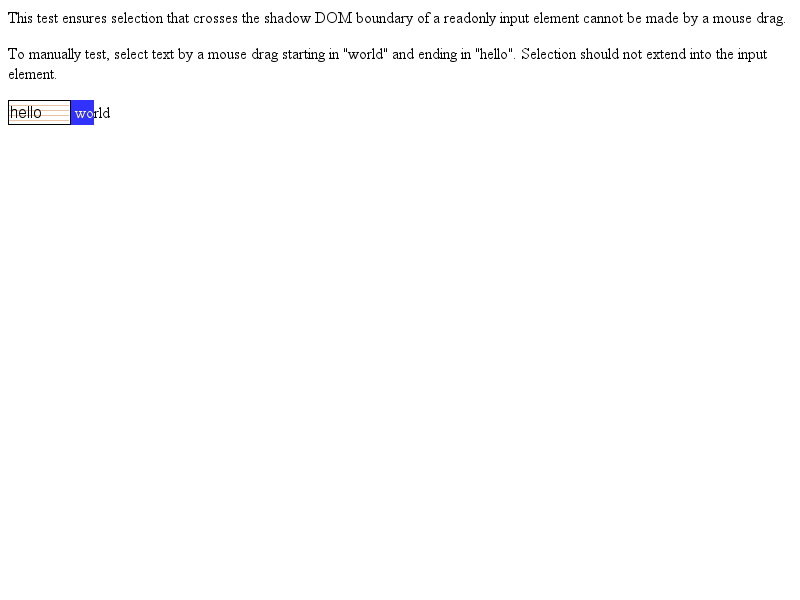 This test ensures selection that crosses the shadow DOM boundary of a readonly input element cannot be made by a mouse drag.
To manually test, select text by a mouse drag starting in "world" and ending in "hello". Selection should not extend into the input
element.
hello world